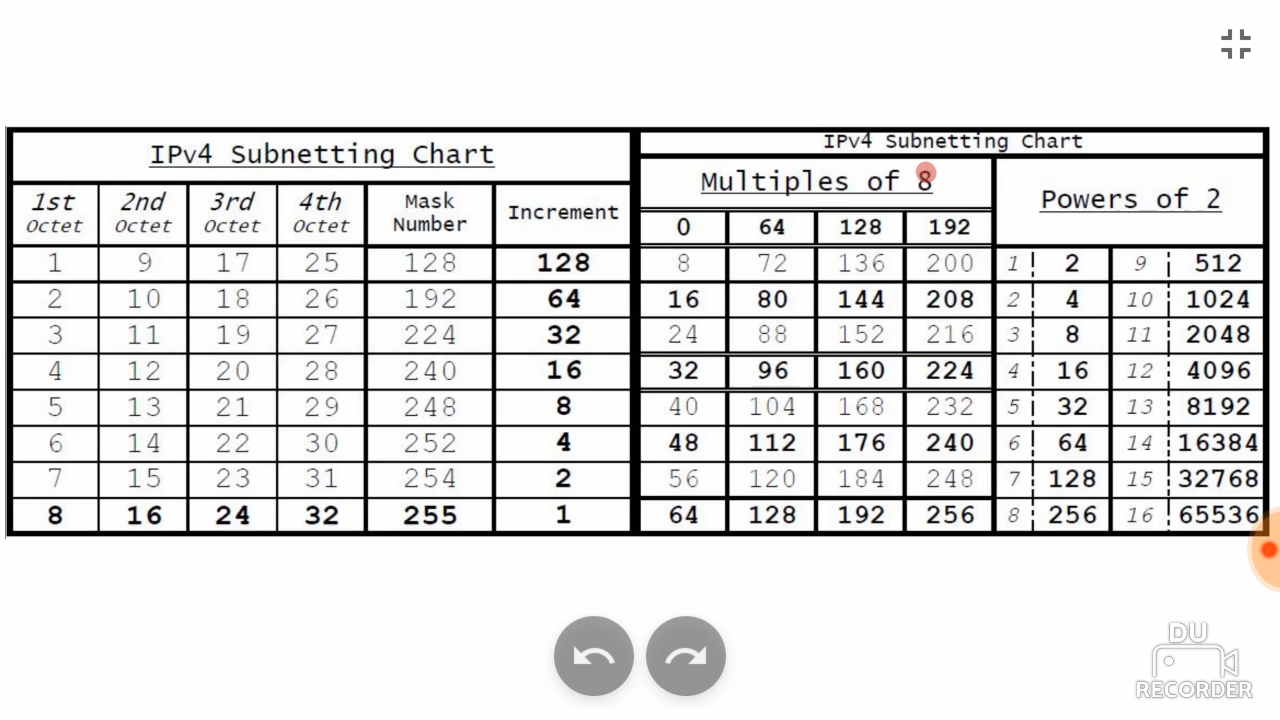 IPv4 Subnetting Chart
1st Octet 2nd Octet 3rd Octet 4th Octet Mask Number Increment
1 9 17 25 128 128
2 10 18 26 192 64
3 11 19 27 224 32
4 12 20 28 240 16
5 13 21 29 248 8
6 14 22 30 252 4
7 15 23 31 254 2
8 16 24 32 255 1
IPv4 Subnetting Chart
Multiples of 8
0 64 128 192
8 72 136 200
16 80 144 208
24 88 152 216
32 96 160 224
40 104 168 232
48 112 176 240
56 120 184 248
64 128 192 256
Powers of 2
1 2 9 512
2 4 10 1024
3 8 11 2048
4 16 12 4096
5 32 13 8192
6 64 14 16384
7 128 15 32768
8 256 16 65536
DU
RECORDER